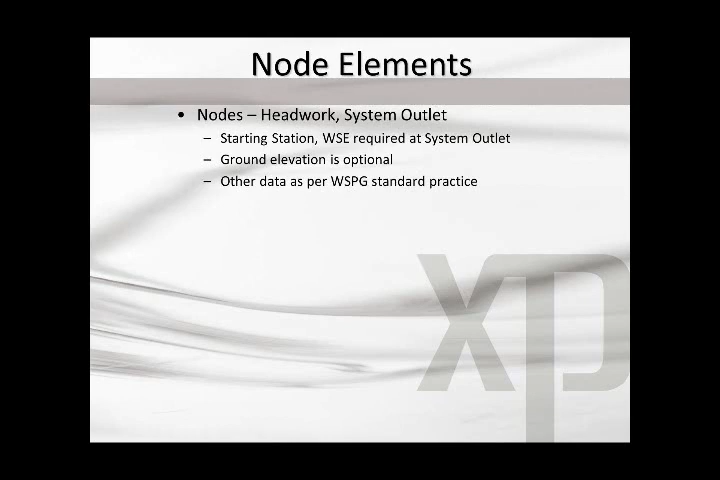 Node Elements
• Nodes – Headwork, System Outlet
– Starting Station, WSE required at System Outlet
– Ground elevation is optional
– Other data as per WSPG standard practice
xp